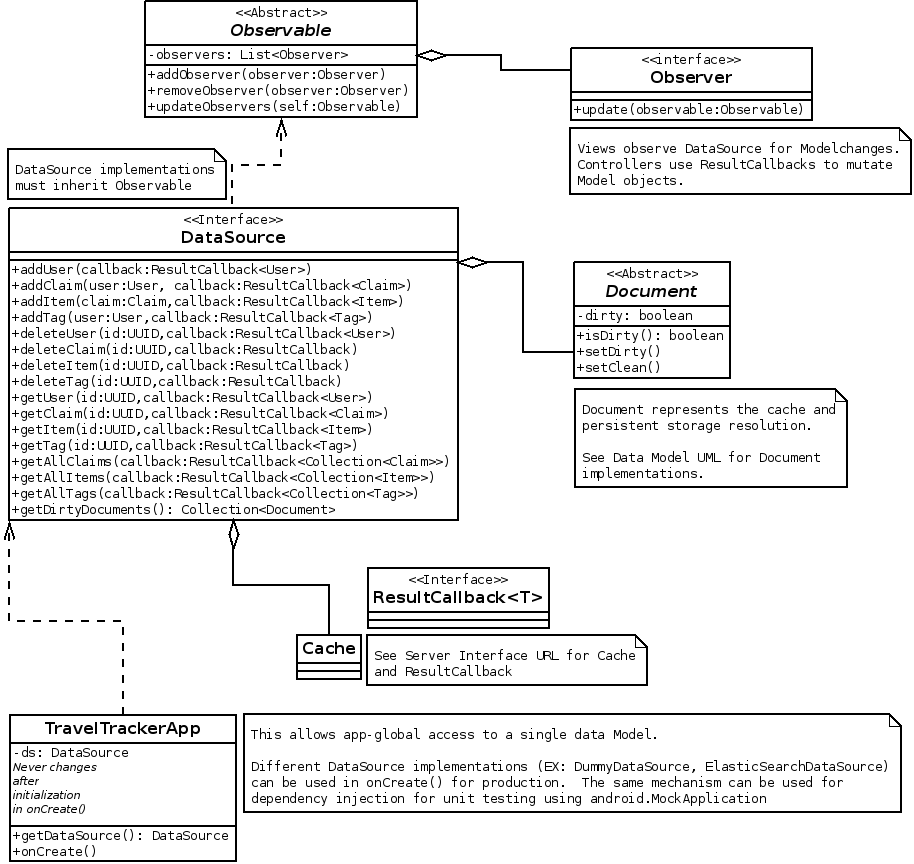 <<Abstract>>
Observable
-observers: List<Observer>
+addObserver(observer:Observer)
+removeObserver(observer:Observer)
+updateObservers(self:Observable)
<<interface>>
Observer
+update(observable:Observable)
Views observe DataSource for Modelchanges.
Controllers use ResultCallbacks to mutate
Model objects.
DataSource implementations
must inherit Observable
<<Interface>>
DataSource
+addUser(callback:ResultCallback<User>)
+addClaim(user:User, callback:ResultCallback<Claim>)
+addItem(claim:Claim,callback:ResultCallback<Item>)
+addTag(user:User,callback:ResultCallback<Tag>)
+deleteUser(id:UUID,callback:ResultCallback<User>)
+deleteClaim(id:UUID,callback:ResultCallback)
+deleteItem(id:UUID,callback:ResultCallback)
+deleteTag(id:UUID,callback:ResultCallback)
+getUser(id:UUID,callback:ResultCallback<User>)
+getClaim(id:UUID,callback:ResultCallback<Claim>)
+getItem(id:UUID,callback:ResultCallback<Item>)
+getTag(id:UUID,callback:ResultCallback<Tag>)
+getAllClaims(callback:ResultCallback<Collection<Claim>>)
+getAllItems(callback:ResultCallback<Collection<Item>>)
+getAllTags(callback:ResultCallback<Collection<Tag>>)
+getDirtyDocuments(): Collection<Document>
<<Abstract>>
Document
-dirty: boolean
+isDirty(): boolean
+setDirty()
+setClean()
Document represents the cache and
persistent storage resolution.
See Data Model UML for Document
implementations.
<<Interface>>
ResultCallback<T>
Cache
See Server Interface URL for Cache
and ResultCallback
TravelTrackerApp
-ds: DataSource
Never changes
after
initialization
in onCreate()
+getDataSource(): DataSource
+onCreate()
This allows app-global access to a single data Model.
Different DataSource implementations (EX: DummyDataSource, ElasticSearchDataSource)
can be used in onCreate() for production.  The same mechanism can be used for
dependency injection for unit testing using android.MockApplication